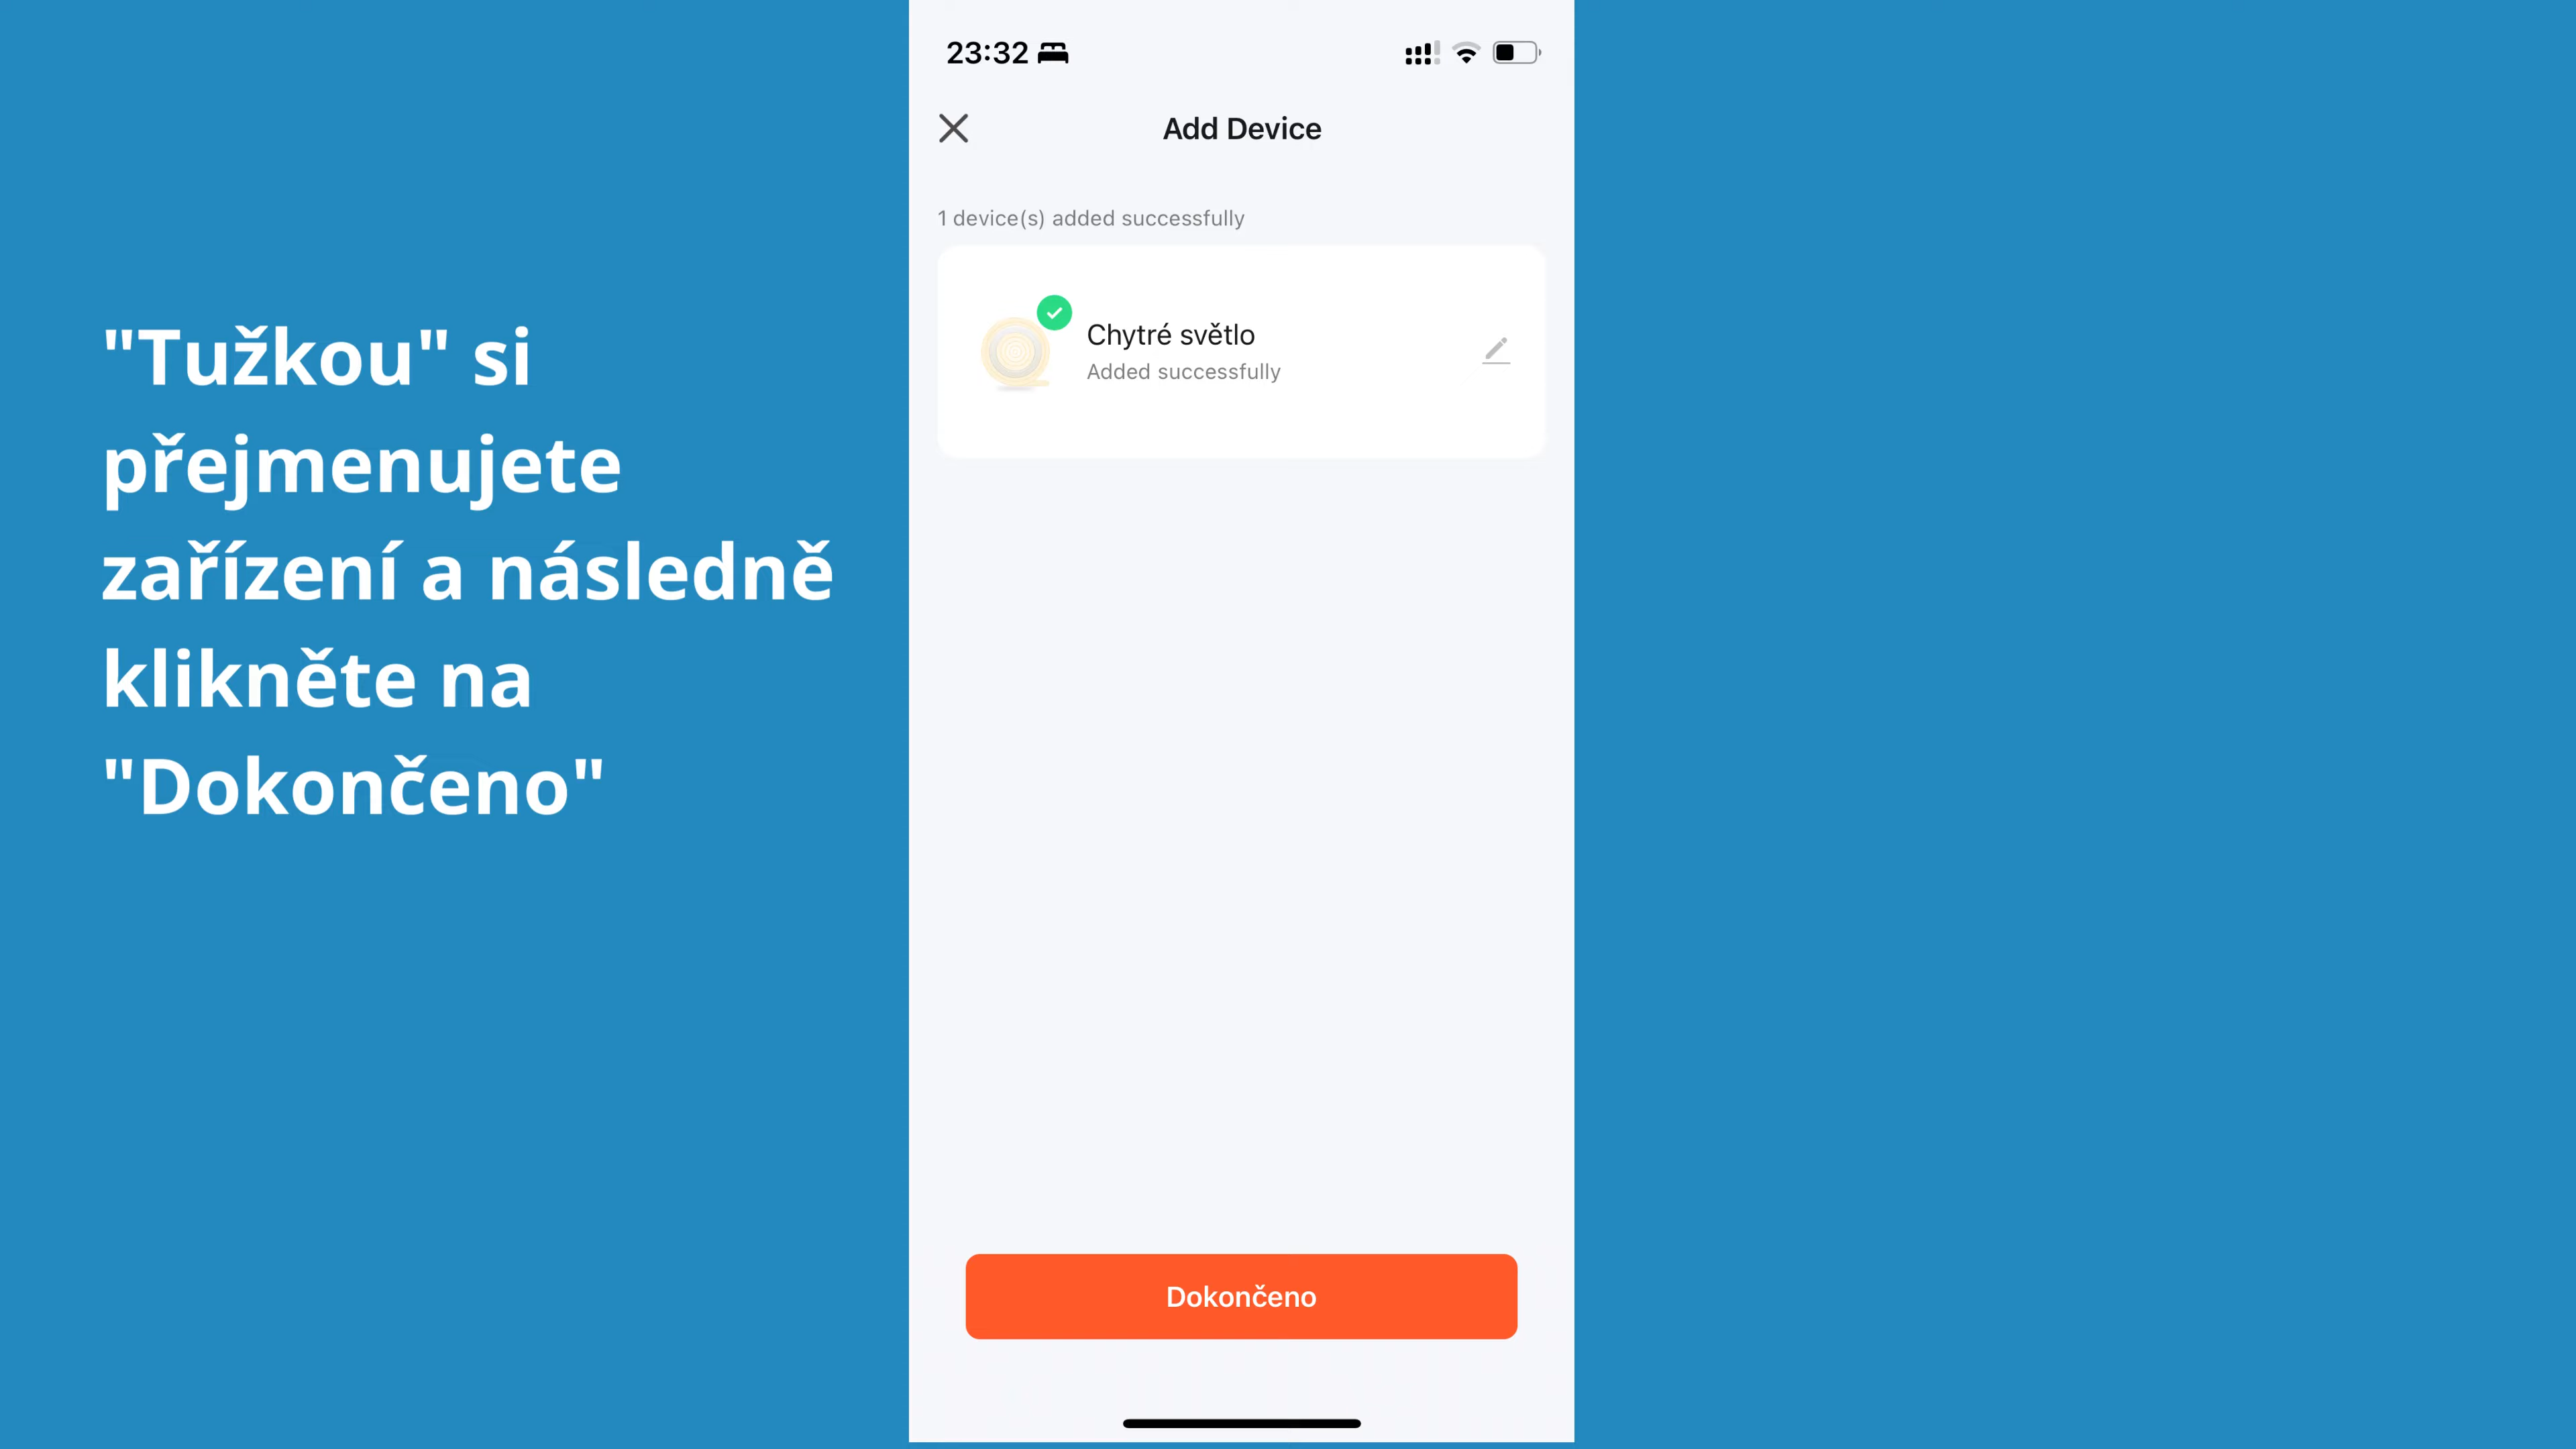 "Tužkou" si
přejmenujete
zařízení a následně
klikněte na
"Dokončeno"
23:32
Add Device
1 device(s) added successfully
Chytré světlo
Added successfully
Dokončeno